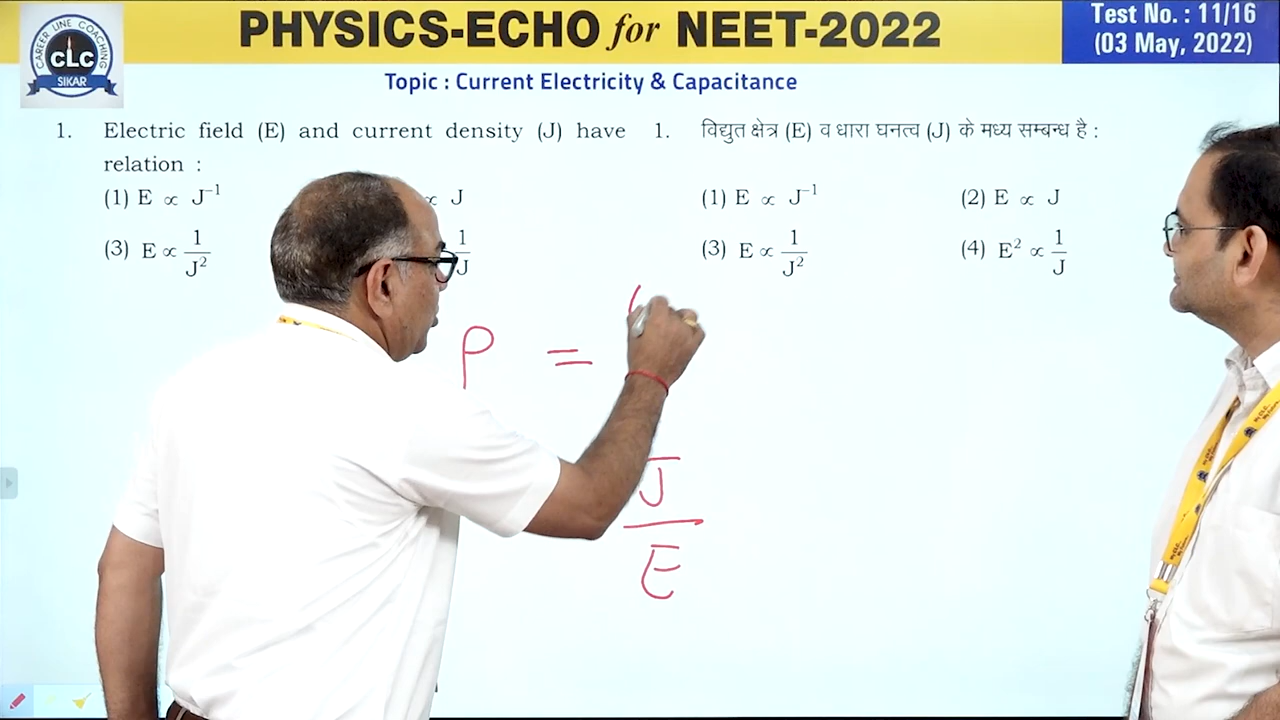 PHYSICS-ECHO for NEET-2022
Test No. : 11/16
(03 May, 2022)
CAREER LINE COACHING
CLC
SIKAR
Topic : Current Electricity & Capacitance
1. Electric field (E) and current density (J) have
relation :
(1) E ∝ J⁻¹
∝ J
(3) E ∝ 1/J²
1/J
1. विद्युत क्षेत्र (E) व धारा घनत्व (J) के मध्य सम्बन्ध है :
(1) E ∝ J⁻¹ (2) E ∝ J
(3) E ∝ 1/J² (4) E² ∝ 1/J
ρ =
J/E